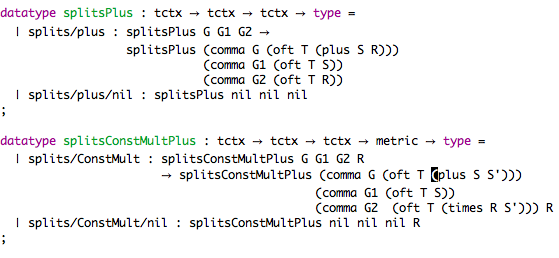 datatype splitsPlus : tctx → tctx → tctx → type =
| splits/plus : splitsPlus G G1 G2 →
splitsPlus (comma G (oft T (plus S R)))
(comma G1 (oft T S))
(comma G2 (oft T R))
| splits/plus/nil : splitsPlus nil nil nil
;
datatype splitsConstMultPlus : tctx → tctx → tctx → metric → type =
| splits/ConstMult : splitsConstMultPlus G G1 G2 R
→ splitsConstMultPlus (comma G (oft T (plus S S')))
(comma G1 (oft T S))
(comma G2 (oft T (times R S'))) R
| splits/ConstMult/nil : splitsConstMultPlus nil nil nil R
;